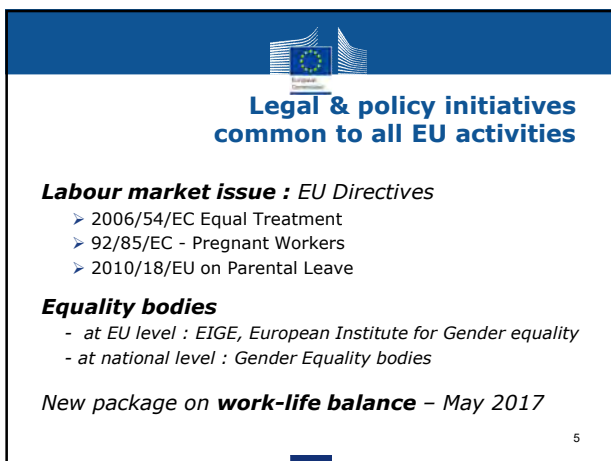 European
Commission
Legal & policy initiatives
common to all EU activities
Labour market issue : EU Directives
➢ 2006/54/EC Equal Treatment
➢ 92/85/EC - Pregnant Workers
➢ 2010/18/EU on Parental Leave
Equality bodies
- at EU level : EIGE, European Institute for Gender equality
- at national level : Gender Equality bodies
New package on work-life balance – May 2017
5